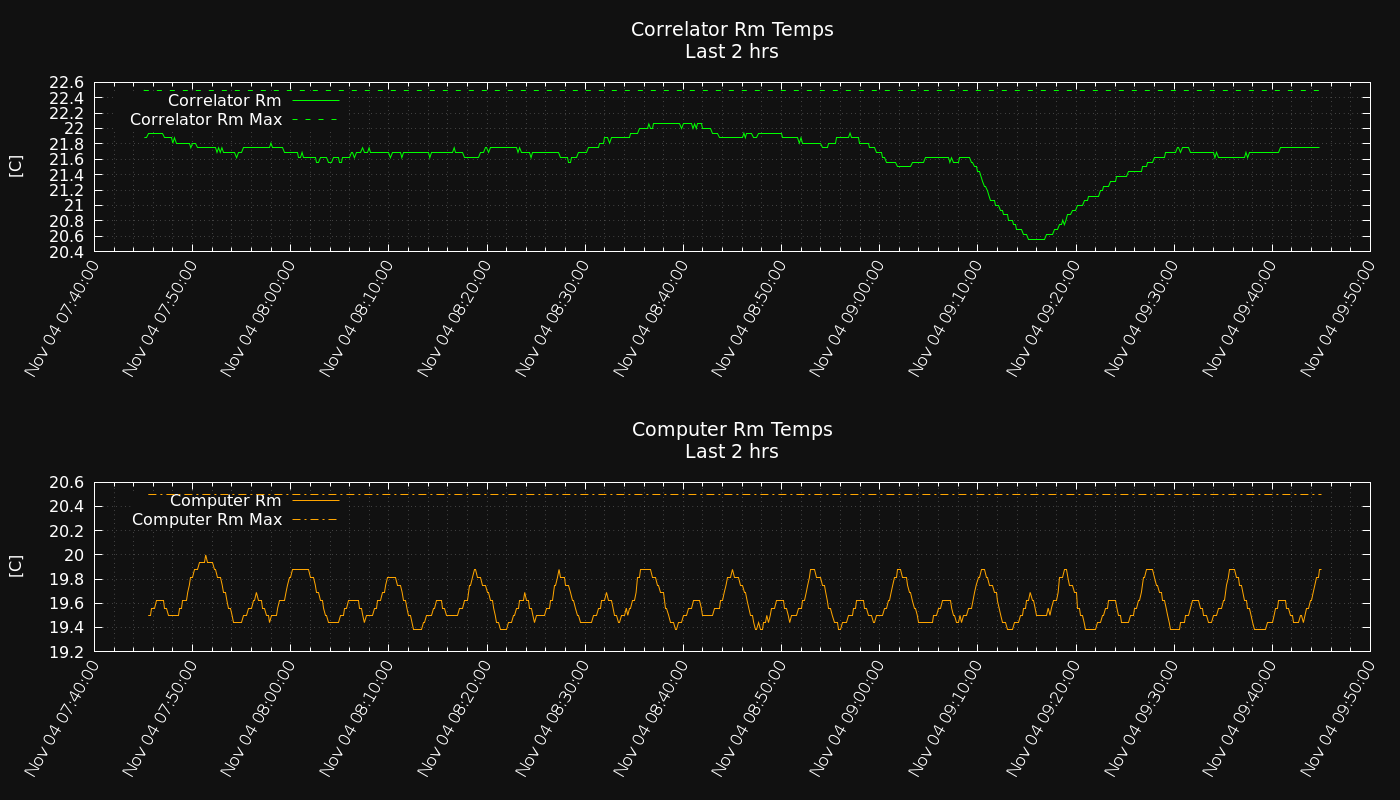 Correlator Rm Temps
Last 2 hrs
22.6
22.4
22.2
22
21.8
21.6
21.4
21.2
21
20.8
20.6
20.4
[C]
Correlator Rm
Correlator Rm Max
Nov 04 07:40:00
Nov 04 07:50:00
Nov 04 08:00:00
Nov 04 08:10:00
Nov 04 08:20:00
Nov 04 08:30:00
Nov 04 08:40:00
Nov 04 08:50:00
Nov 04 09:00:00
Nov 04 09:10:00
Nov 04 09:20:00
Nov 04 09:30:00
Nov 04 09:40:00
Nov 04 09:50:00
Computer Rm Temps
Last 2 hrs
20.6
20.4
20.2
20
19.8
19.6
19.4
19.2
[C]
Computer Rm
Computer Rm Max
Nov 04 07:40:00
Nov 04 07:50:00
Nov 04 08:00:00
Nov 04 08:10:00
Nov 04 08:20:00
Nov 04 08:30:00
Nov 04 08:40:00
Nov 04 08:50:00
Nov 04 09:00:00
Nov 04 09:10:00
Nov 04 09:20:00
Nov 04 09:30:00
Nov 04 09:40:00
Nov 04 09:50:00